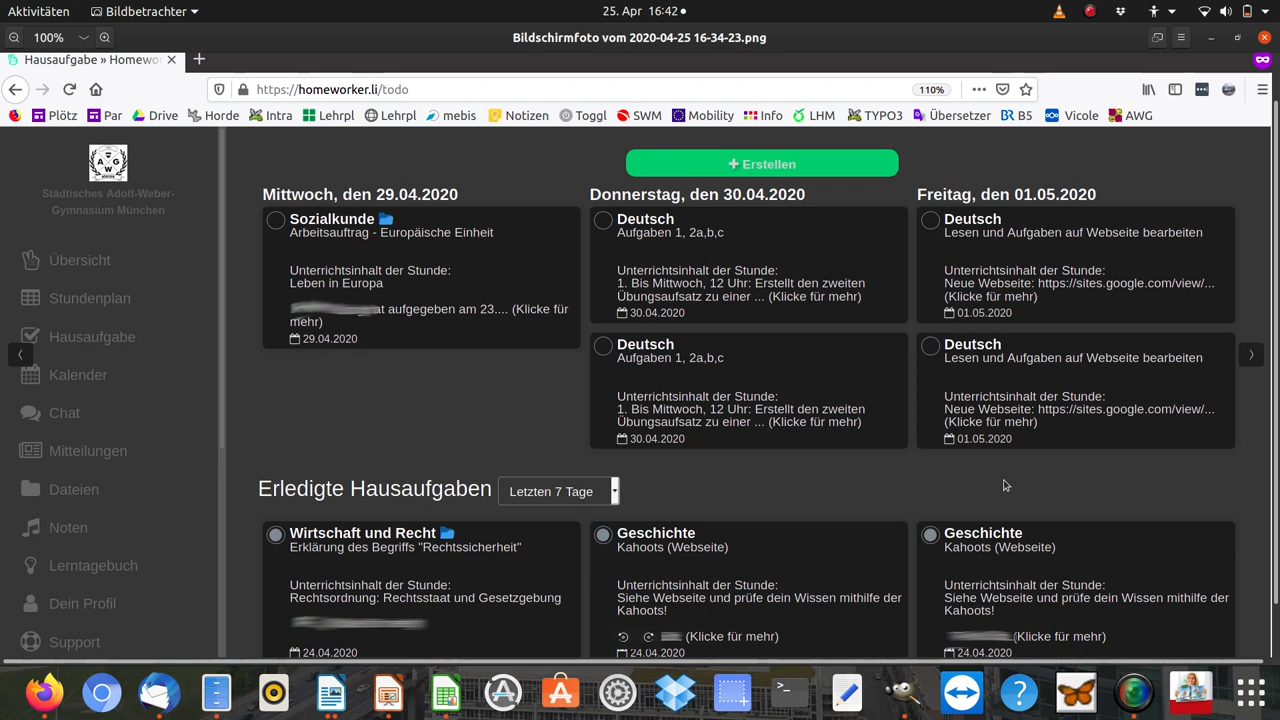 Aktivitäten
Bildbetrachter
25. Apr 16:42
100%
Bildschirmfoto vom 2020-04-25 16-34-23.png
Hausaufgabe » Homewo
https://homeworker.li/todo
110%
Plötz
Par
Drive
Horde
Intra
Lehrpl
Lehrpl
mebis
Notizen
Toggl
SWM
Mobility
Info
LHM
TYPO3
Übersetzer
BR B5
Vicole
AWG
Städtisches Adolf-Weber-
Gymnasium München
Übersicht
Stundenplan
Hausaufgabe
Kalender
Chat
Mitteilungen
Dateien
Noten
Lerntagebuch
Dein Profil
Support
Erstellen
Mittwoch, den 29.04.2020
Sozialkunde
Arbeitsauftrag - Europäische Einheit
Unterrichtsinhalt der Stunde:
Leben in Europa
at aufgegeben am 23.... (Klicke für
mehr)
29.04.2020
Donnerstag, den 30.04.2020
Deutsch
Aufgaben 1, 2a,b,c
Unterrichtsinhalt der Stunde:
1. Bis Mittwoch, 12 Uhr: Erstellt den zweiten
Übungsaufsatz zu einer ... (Klicke für mehr)
30.04.2020
Deutsch
Aufgaben 1, 2a,b,c
Unterrichtsinhalt der Stunde:
1. Bis Mittwoch, 12 Uhr: Erstellt den zweiten
Übungsaufsatz zu einer ... (Klicke für mehr)
30.04.2020
Freitag, den 01.05.2020
Deutsch
Lesen und Aufgaben auf Webseite bearbeiten
Unterrichtsinhalt der Stunde:
Neue Webseite: https://sites.google.com/view/...
(Klicke für mehr)
01.05.2020
Deutsch
Lesen und Aufgaben auf Webseite bearbeiten
Unterrichtsinhalt der Stunde:
Neue Webseite: https://sites.google.com/view/...
(Klicke für mehr)
01.05.2020
Erledigte Hausaufgaben
Letzten 7 Tage
Wirtschaft und Recht
Erklärung des Begriffs "Rechtssicherheit"
Unterrichtsinhalt der Stunde:
Rechtsordnung: Rechtsstaat und Gesetzgebung
24.04.2020
Geschichte
Kahoots (Webseite)
Unterrichtsinhalt der Stunde:
Siehe Webseite und prüfe dein Wissen mithilfe der
Kahoots!
(Klicke für mehr)
24.04.2020
Geschichte
Kahoots (Webseite)
Unterrichtsinhalt der Stunde:
Siehe Webseite und prüfe dein Wissen mithilfe der
Kahoots!
(Klicke für mehr)
24.04.2020